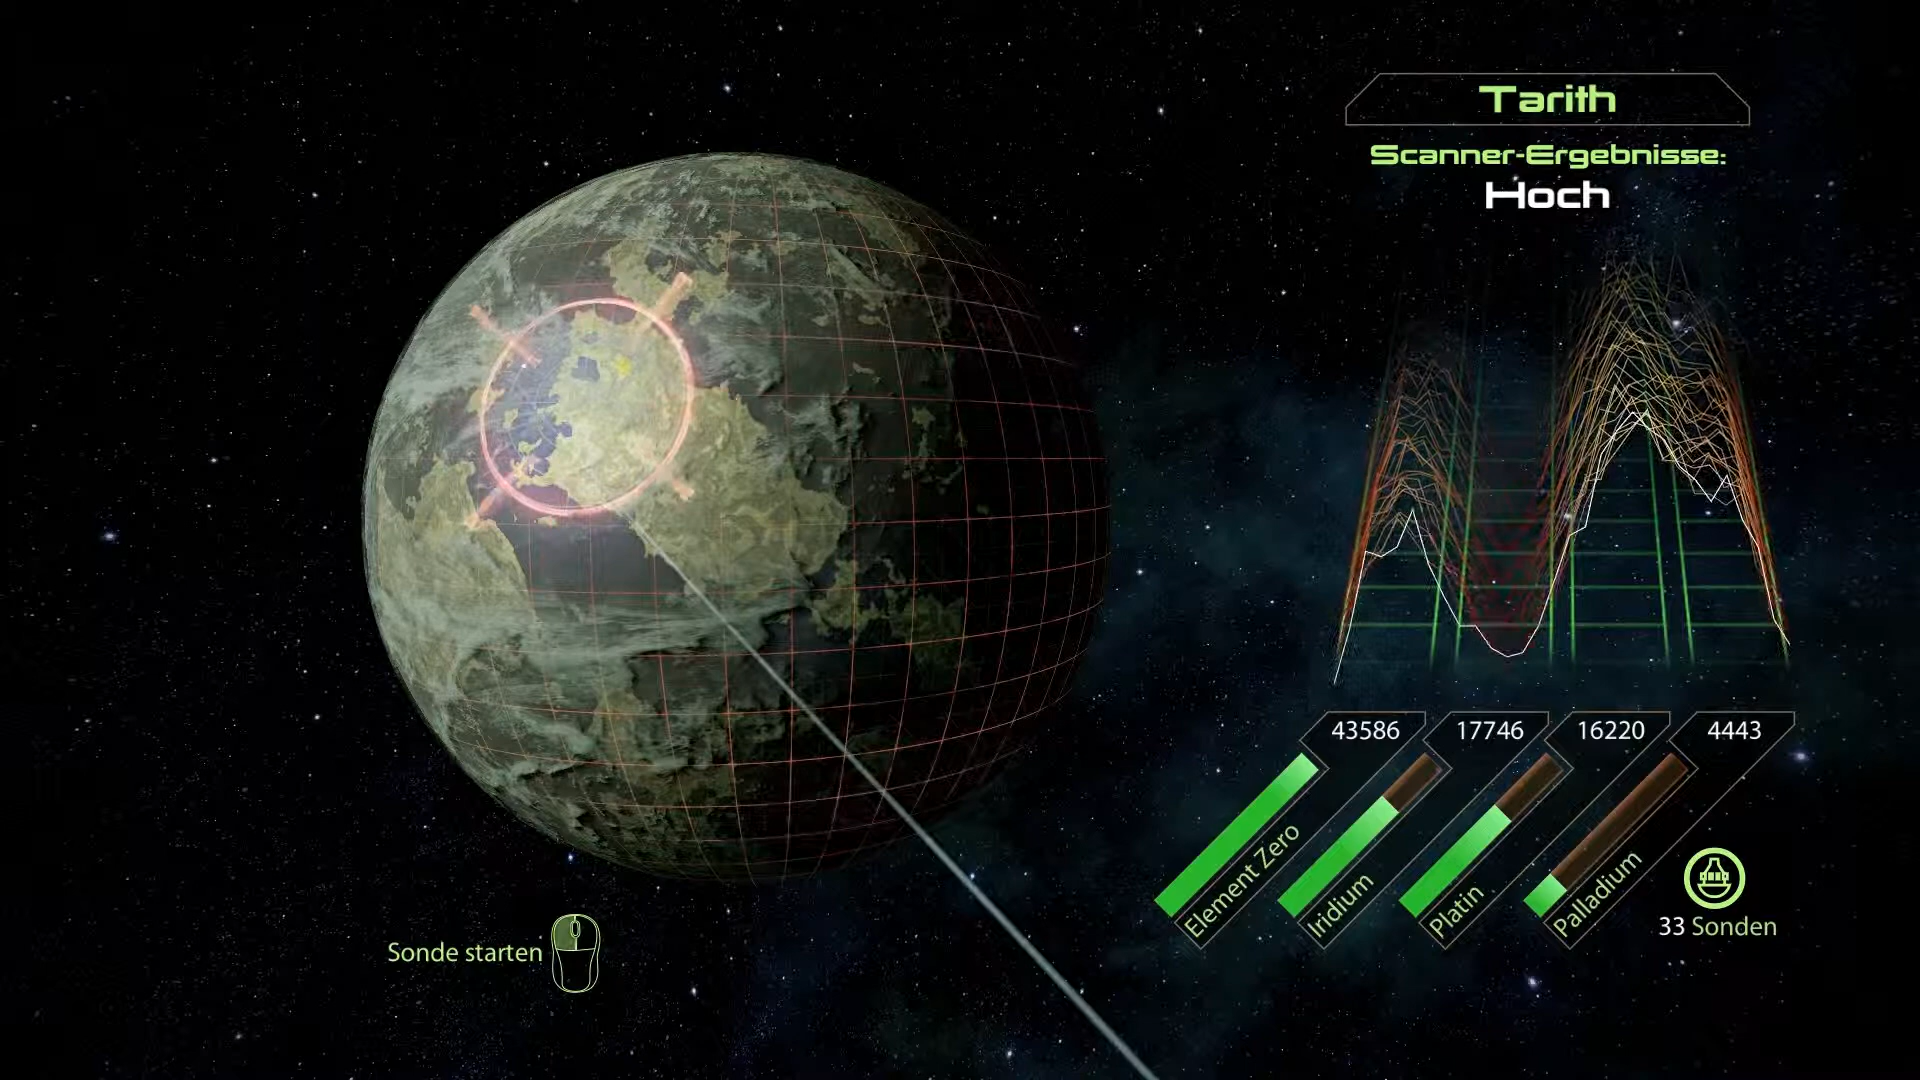 Tarith
Scanner-Ergebnisse:
Hoch
43586 17746 16220 4443
Element Zero
Iridium
Platin
Palladium
33 Sonden
Sonde starten